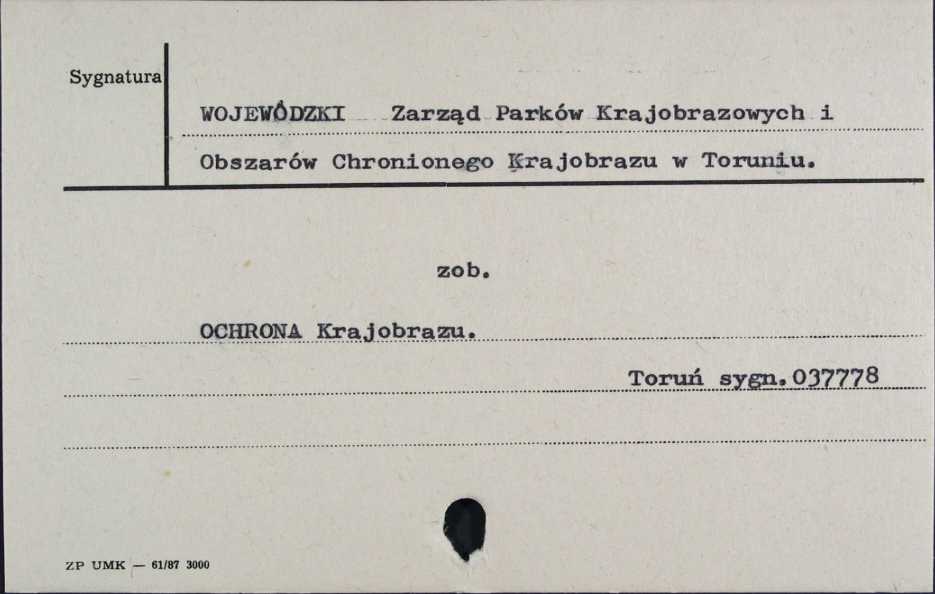 Sygnatura
WOJEWÓDZKI Zarząd Parków Krajobrazowych i
Obszarów Chronionego Krajobrazu w Toruniu.
zob.
OCHRONA Krajobrazu.
Toruń sygn.037778
ZP UMK — 61/87 3000